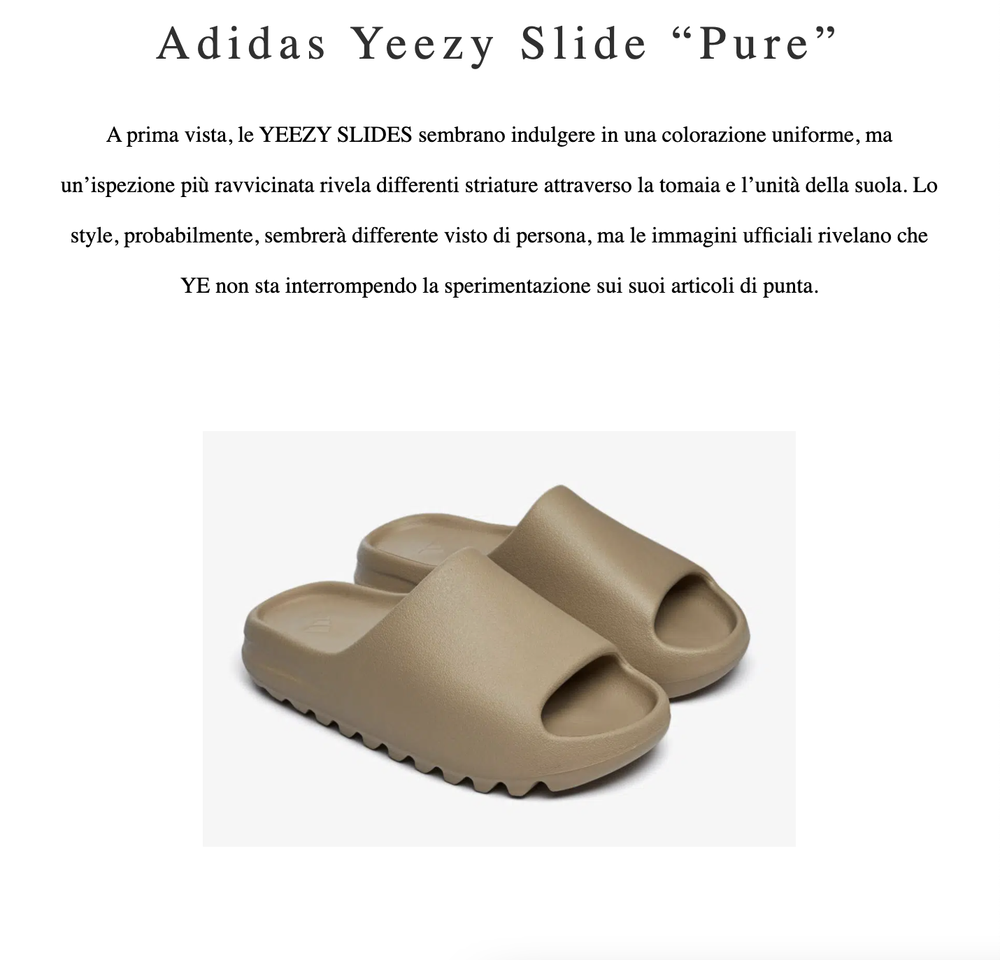 Adidas Yeezy Slide “Pure”
A prima vista, le YEEZY SLIDES sembrano indulgere in una colorazione uniforme, ma
un’ispezione più ravvicinata rivela differenti striature attraverso la tomaia e l’unità della suola. Lo
style, probabilmente, sembrerà differente visto di persona, ma le immagini ufficiali rivelano che
YE non sta interrompendo la sperimentazione sui suoi articoli di punta.